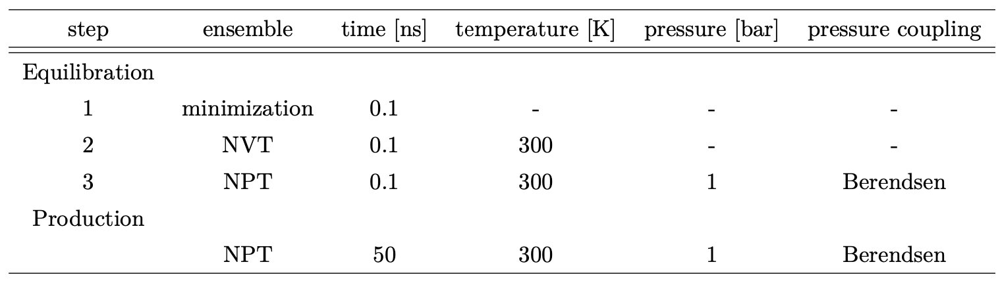 step ensemble time [ns] temperature [K] pressure [bar] pressure coupling
Equilibration
1 minimization 0.1 - - -
2 NVT 0.1 300 - -
3 NPT 0.1 300 1 Berendsen
Production
NPT 50 300 1 Berendsen